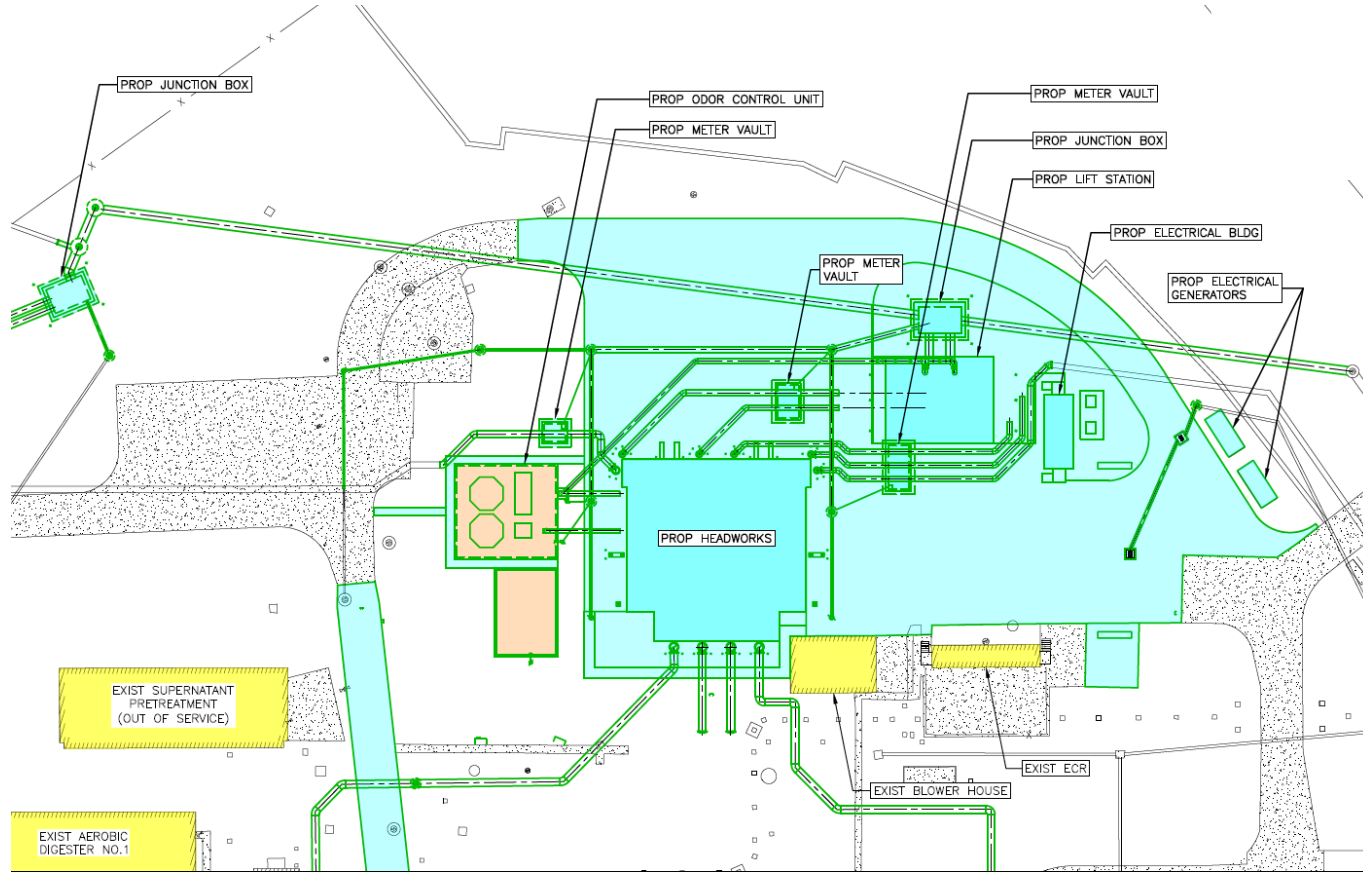 PROP JUNCTION BOX
PROP ODOR CONTROL UNIT
PROP METER VAULT
PROP METER VAULT
PROP JUNCTION BOX
PROP LIFT STATION
PROP ELECTRICAL BLDG
PROP METER
VAULT
PROP ELECTRICAL
GENERATORS
PROP HEADWORKS
EXIST SUPERNATANT
PRETREATMENT
(OUT OF SERVICE)
EXIST ECR
EXIST BLOWER HOUSE
EXIST AEROBIC
DIGESTER NO.1